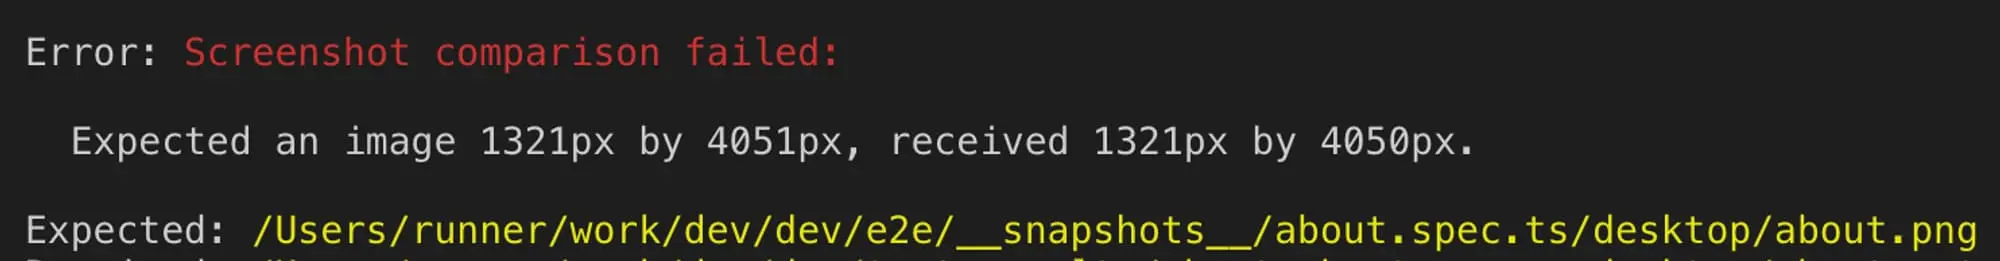 Error: Screenshot comparison failed:
Expected an image 1321px by 4051px, received 1321px by 4050px.
Expected: /Users/runner/work/dev/dev/e2e/__snapshots__/about.spec.ts/desktop/about.png